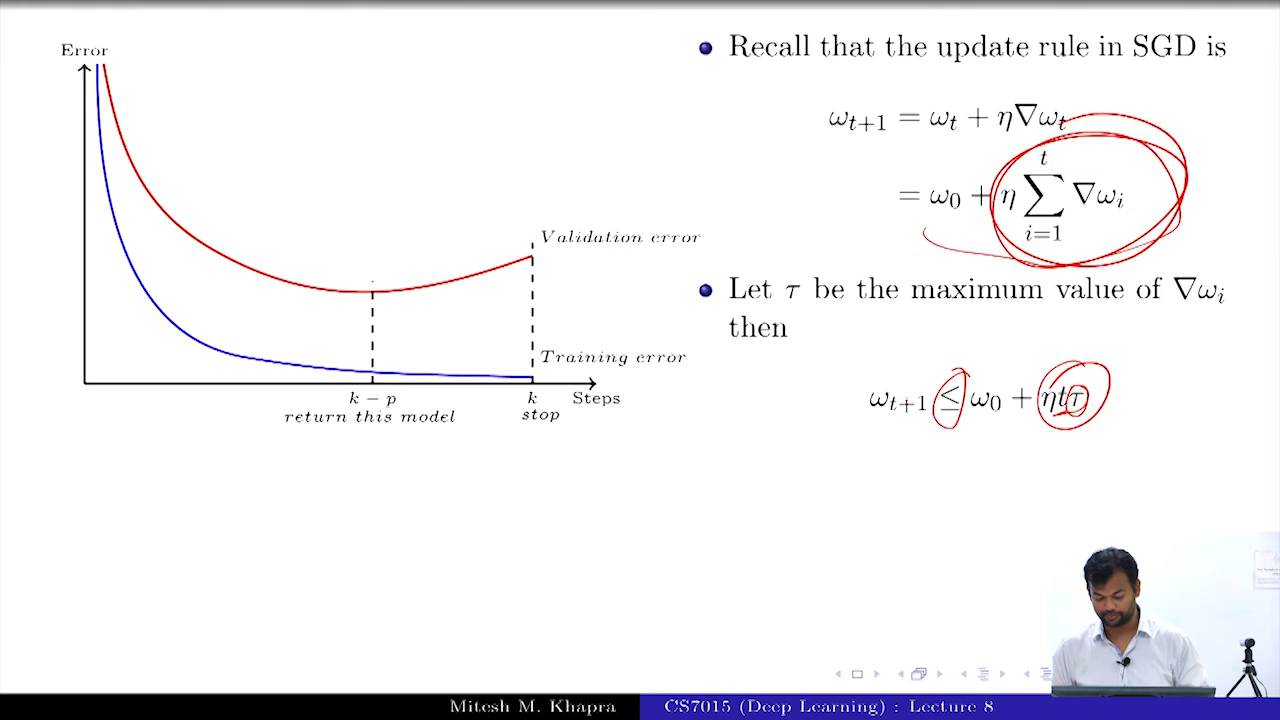 Error
Validation error
Training error
k − p
k
Steps
return this model
stop
Recall that the update rule in SGD is
ω_{t+1} = ω_t + η∇ω_t
= ω_0 + η ∑_{i=1}^{t} ∇ω_i
Let τ be the maximum value of ∇ω_i
then
ω_{t+1} ≤ ω_0 + ηtτ
Mitesh M. Khapra
CS7015 (Deep Learning) : Lecture 8